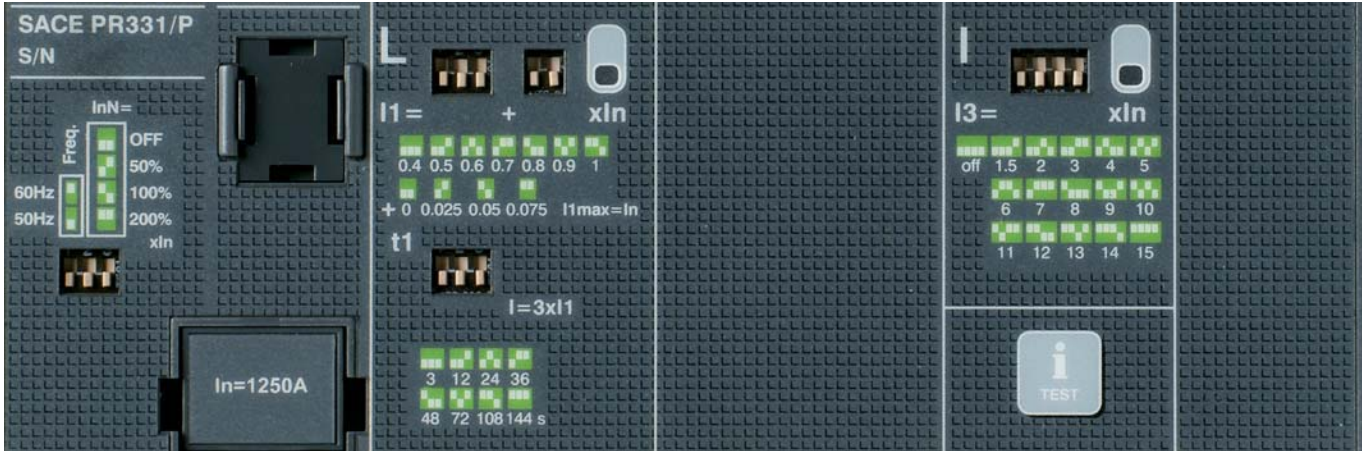 SACE PR331/P
S/N
InN=
Freq.
OFF
50%
60Hz
100%
50Hz
200%
xIn
In=1250A
L
I1= + xIn
0.4 0.5 0.6 0.7 0.8 0.9 1
+ 0 0.025 0.05 0.075 I1max=In
t1
I=3xI1
3 12 24 36
48 72 108 144 s
I
I3= xIn
off 1.5 2 3 4 5
6 7 8 9 10
11 12 13 14 15
i
TEST